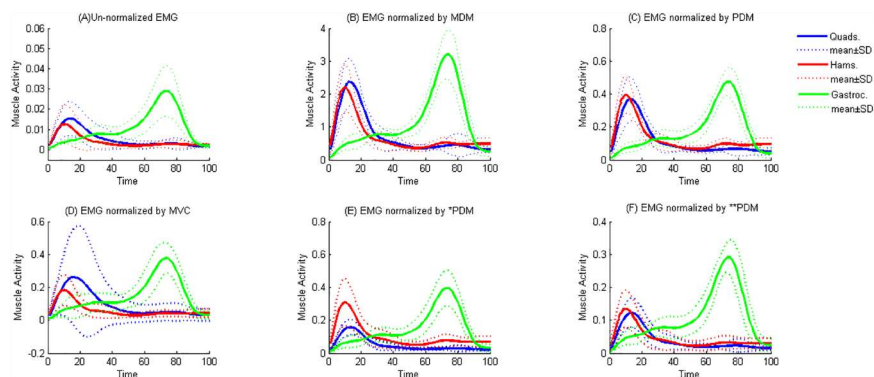 (A)Un-normalized EMG
Muscle Activity
0.06
0.05
0.04
0.03
0.02
0.01
0
0 20 40 60 80 100
Time
(B) EMG normalized by MDM
Muscle Activity
4
3
2
1
0
0 20 40 60 80 100
Time
(C) EMG normalized by PDM
Muscle Activity
0.8
0.6
0.4
0.2
0
0 20 40 60 80 100
Time
Quads.
mean±SD
Hams.
mean±SD
Gastroc.
mean±SD
(D) EMG normalized by MVC
Muscle Activity
0.6
0.4
0.2
0
-0.2
0 20 40 60 80 100
Time
(E) EMG normalized by *PDM
Muscle Activity
0.8
0.6
0.4
0.2
0
0 20 40 60 80 100
Time
(F) EMG normalized by **PDM
Muscle Activity
0.4
0.3
0.2
0.1
0
0 20 40 60 80 100
Time